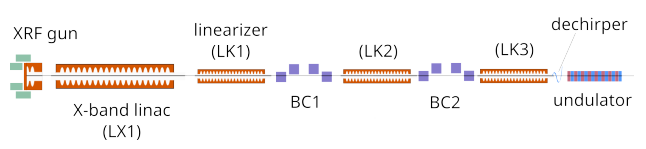 XRF gun
linearizer
(LK1)
(LK2)
(LK3)
dechirper
X-band linac
(LX1)
BC1
BC2
undulator